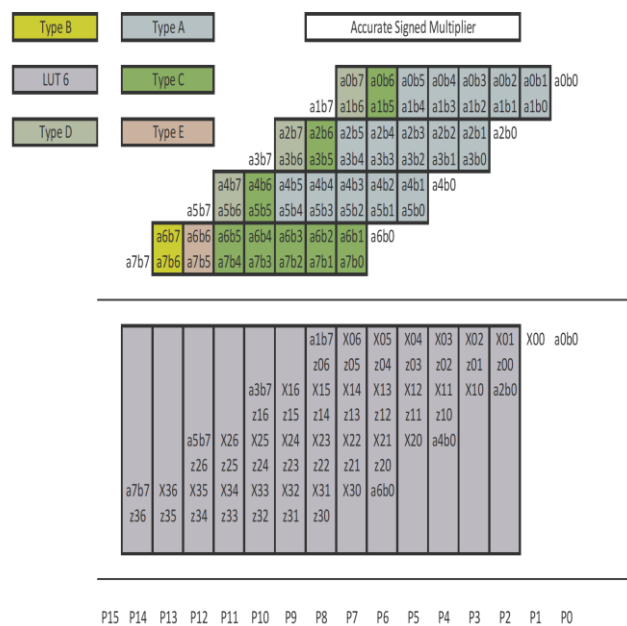 Type B Type A Accurate Signed Multiplier
LUT 6 Type C
a0b7 a0b6 a0b5 a0b4 a0b3 a0b2 a0b1 a0b0
a1b7 a1b6 a1b5 a1b4 a1b3 a1b2 a1b1 a1b0
Type D Type E
a2b7 a2b6 a2b5 a2b4 a2b3 a2b2 a2b1 a2b0
a3b7 a3b6 a3b5 a3b4 a3b3 a3b2 a3b1 a3b0
a4b7 a4b6 a4b5 a4b4 a4b3 a4b2 a4b1 a4b0
a5b7 a5b6 a5b5 a5b4 a5b3 a5b2 a5b1 a5b0
a6b7 a6b6 a6b5 a6b4 a6b3 a6b2 a6b1 a6b0
a7b7 a7b6 a7b5 a7b4 a7b3 a7b2 a7b1 a7b0
a1b7 X06 X05 X04 X03 X02 X01 X00 a0b0
z06 z05 z04 z03 z02 z01 z00
a3b7 X16 X15 X14 X13 X12 X11 X10 a2b0
z16 z15 z14 z13 z12 z11 z10
a5b7 X26 X25 X24 X23 X22 X21 X20 a4b0
z26 z25 z24 z23 z22 z21 z20
a7b7 X36 X35 X34 X33 X32 X31 X30 a6b0
z36 z35 z34 z33 z32 z31 z30
P15 P14 P13 P12 P11 P10 P9 P8 P7 P6 P5 P4 P3 P2 P1 P0